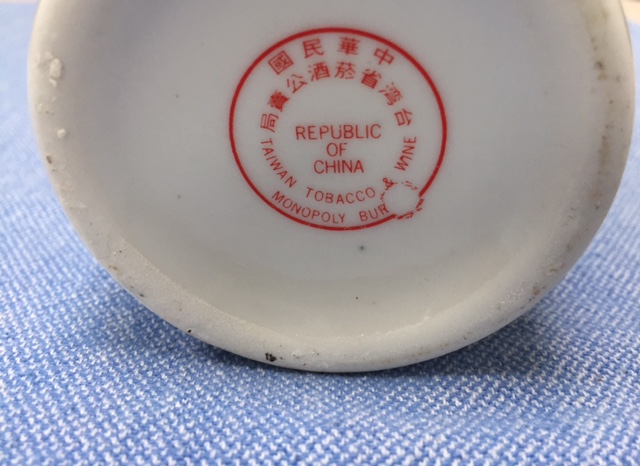 中華民國
台湾省菸酒公賣局
REPUBLIC
OF
CHINA
TAIWAN TOBACCO & WINE
MONOPOLY BUR